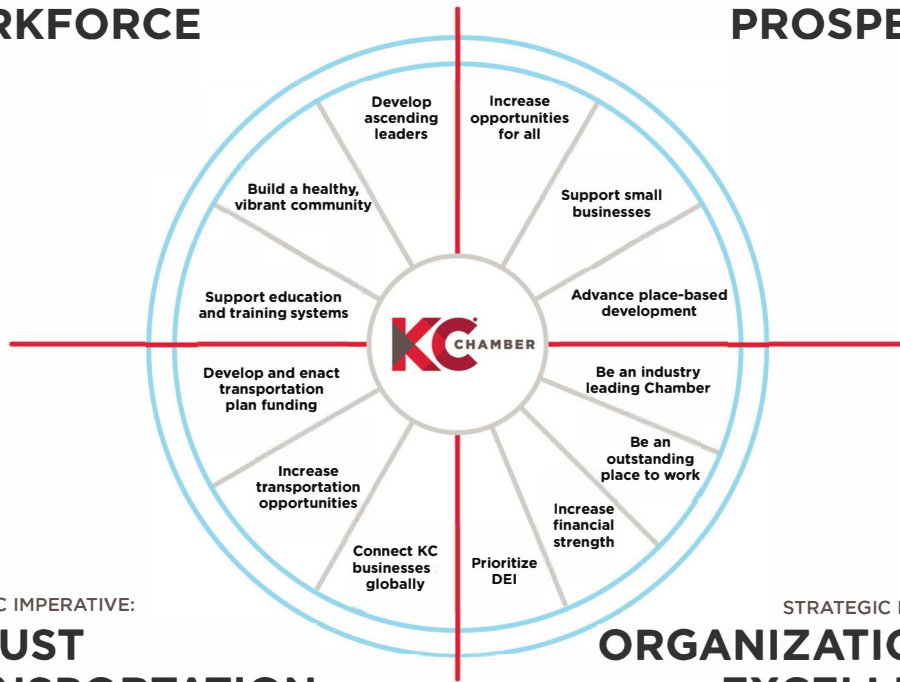 RKFORCE
PROSPE
Develop
ascending
leaders
Increase
opportunities
for all
Build a healthy,
vibrant community
Support small
businesses
Support education
and training systems
Advance place-based
development
KC CHAMBER
Develop and enact
transportation
plan funding
Be an industry
leading Chamber
Increase
transportation
opportunities
Be an
outstanding
place to work
Connect KC
businesses
globally
Increase
financial
strength
Prioritize
DEI
C IMPERATIVE:
UST
NSPORTATION
STRATEGIC I
ORGANIZATIO
EXCELL